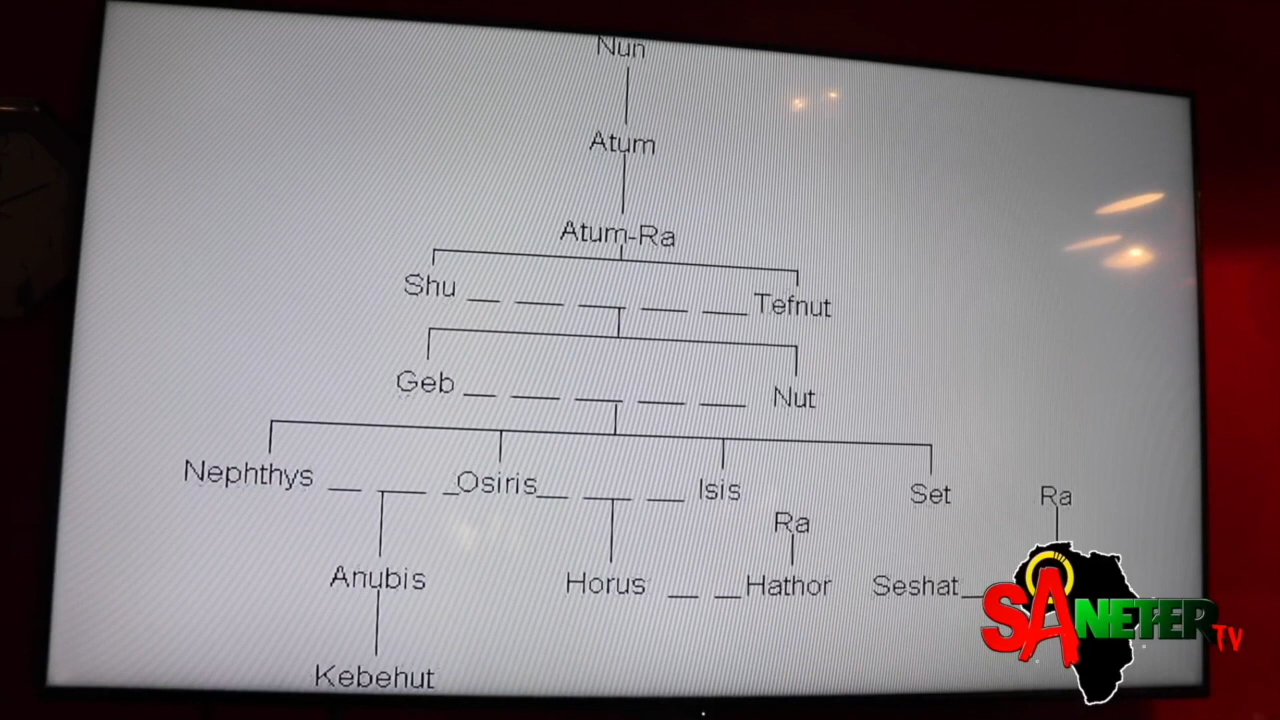 Nun
Atum
Atum-Ra
Shu Tefnut
Geb Nut
Nephthys Osiris Isis Set Ra
Ra
Anubis Horus Hathor Seshat
Kebehut
SANETER TV